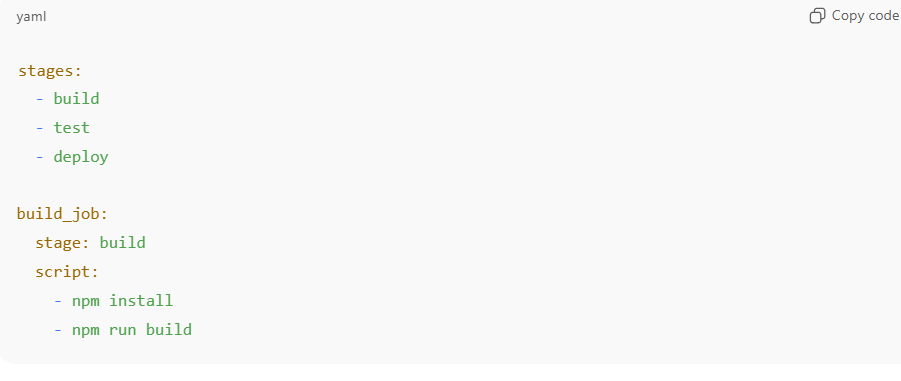 yaml
Copy code
stages:
  - build
  - test
  - deploy

build_job:
  stage: build
  script:
    - npm install
    - npm run build